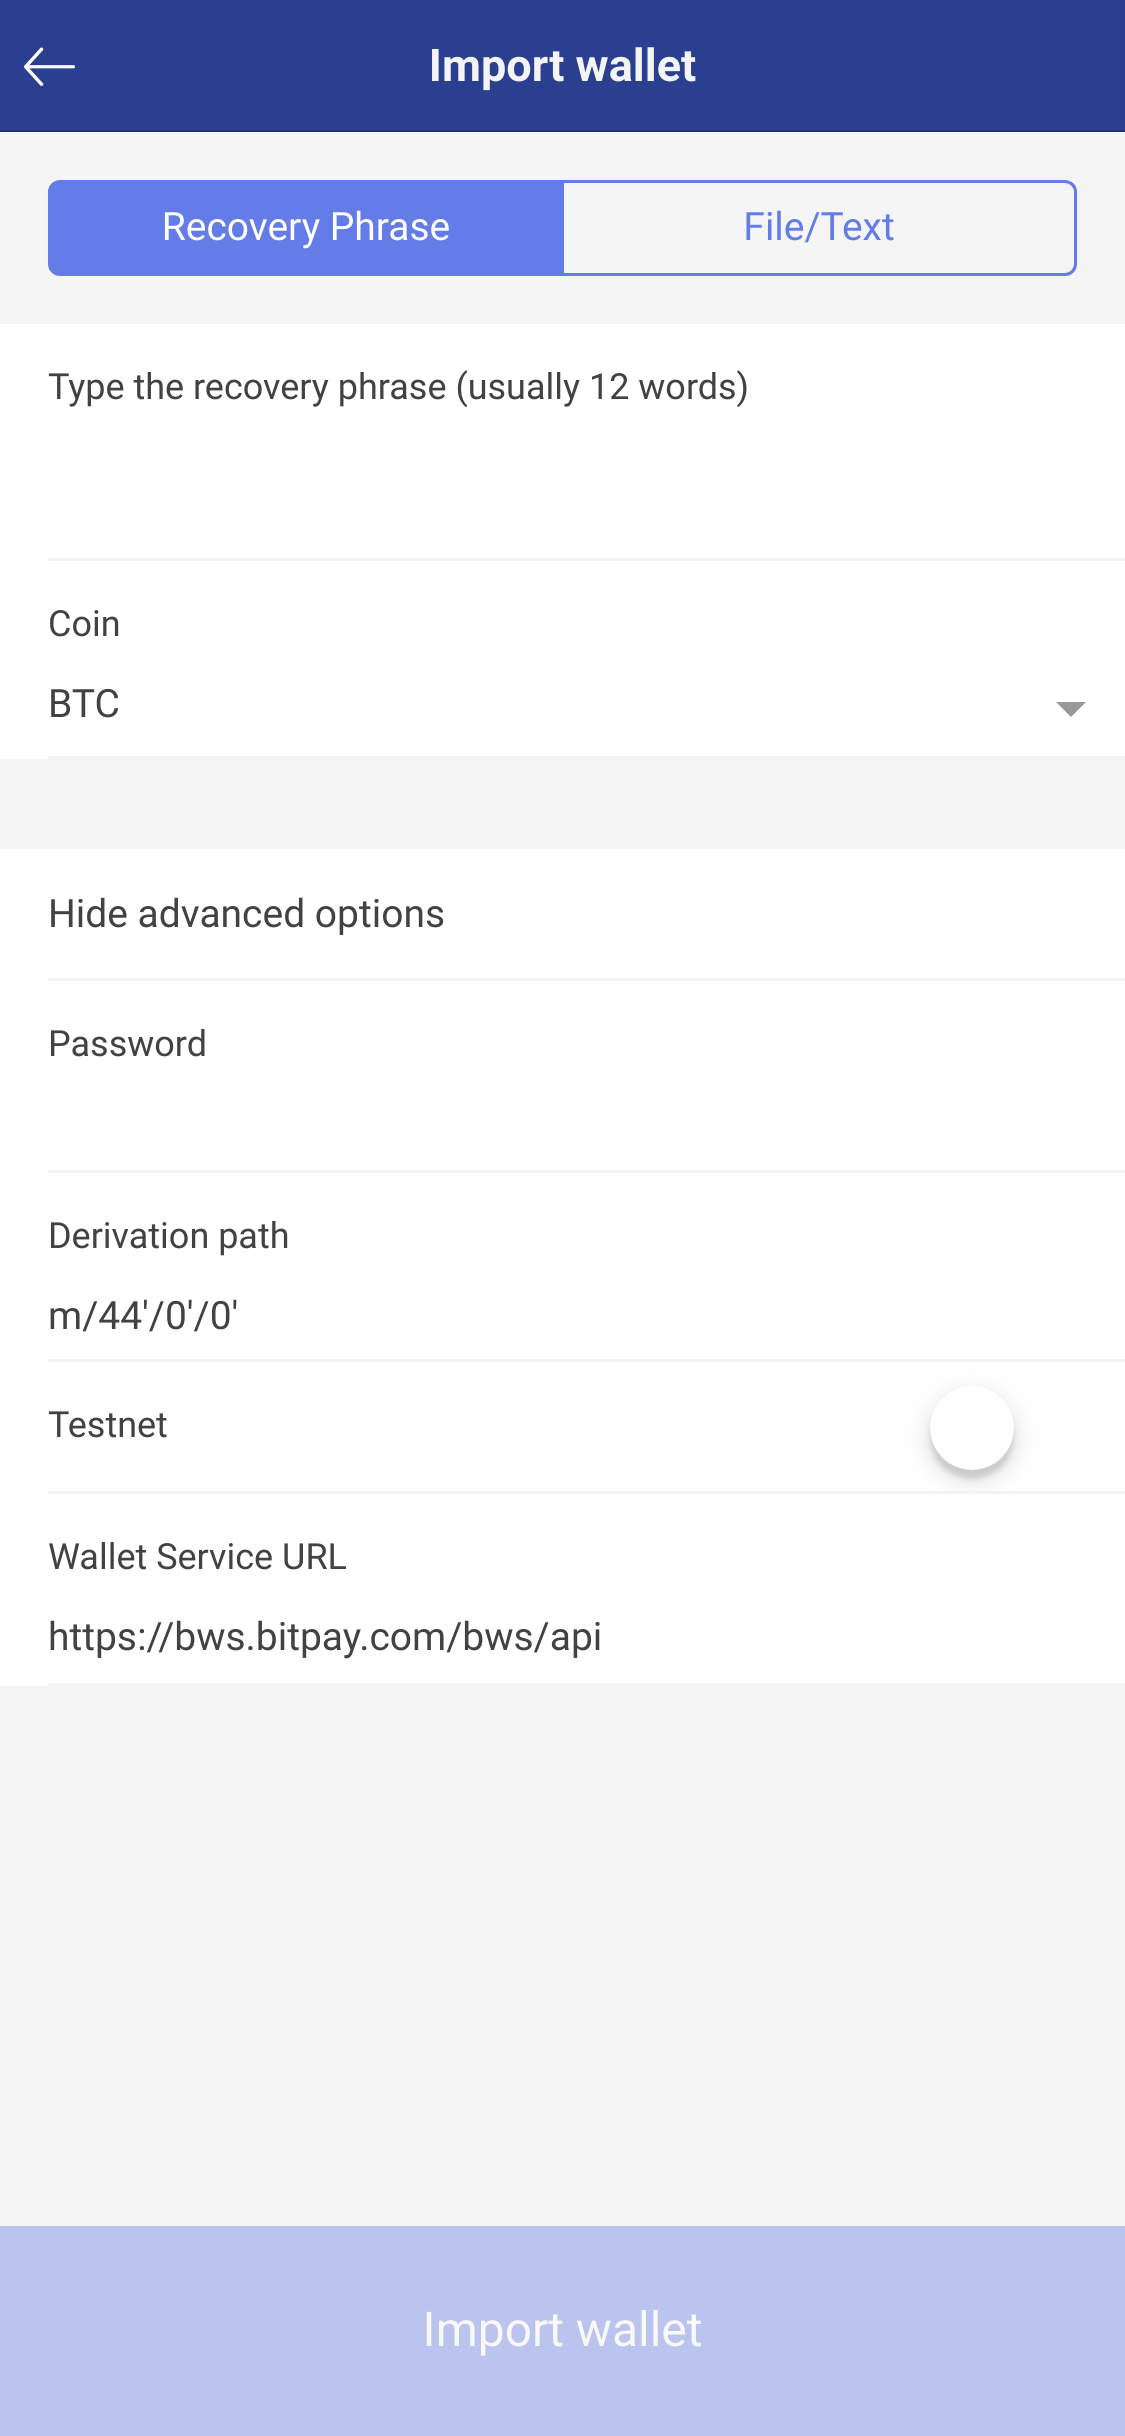 Import wallet
Recovery Phrase
File/Text
Type the recovery phrase (usually 12 words)
Coin
BTC
Hide advanced options
Password
Derivation path
m/44'/0'/0'
Testnet
Wallet Service URL
https://bws.bitpay.com/bws/api
Import wallet